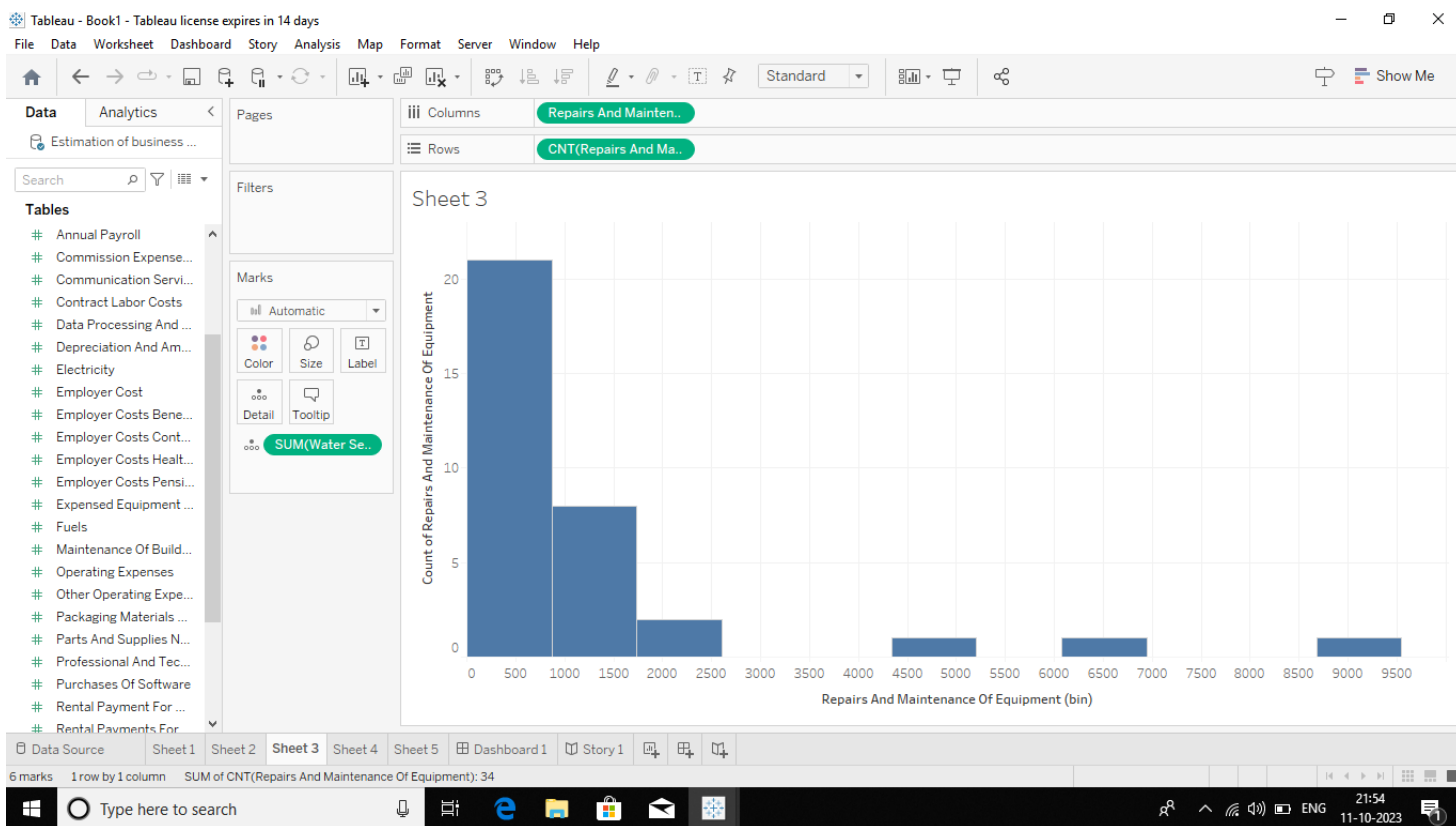 Tableau - Book1 - Tableau license expires in 14 days
File Data Worksheet Dashboard Story Analysis Map Format Server Window Help
Standard
Show Me
Data Analytics
Estimation of business ...
Search
Tables
# Annual Payroll
# Commission Expense...
# Communication Servi...
# Contract Labor Costs
# Data Processing And ...
# Depreciation And Am...
# Electricity
# Employer Cost
# Employer Costs Bene...
# Employer Costs Cont...
# Employer Costs Healt...
# Employer Costs Pensi...
# Expensed Equipment ...
# Fuels
# Maintenance Of Build...
# Operating Expenses
# Other Operating Expe...
# Packaging Materials ...
# Parts And Supplies N...
# Professional And Tec...
# Purchases Of Software
# Rental Payment For ...
# Rental Payments For
Pages
Filters
Marks
Automatic
Color Size Label
Detail Tooltip
SUM(Water Se..
Columns Repairs And Mainten..
Rows CNT(Repairs And Ma..
Sheet 3
Count of Repairs And Maintenance Of Equipment
20
15
10
5
0
0 500 1000 1500 2000 2500 3000 3500 4000 4500 5000 5500 6000 6500 7000 7500 8000 8500 9000 9500
Repairs And Maintenance Of Equipment (bin)
Data Source Sheet 1 Sheet 2 Sheet 3 Sheet 4 Sheet 5 Dashboard 1 Story 1
6 marks 1 row by 1 column SUM of CNT(Repairs And Maintenance Of Equipment): 34
Type here to search
ENG
21:54
11-10-2023
1